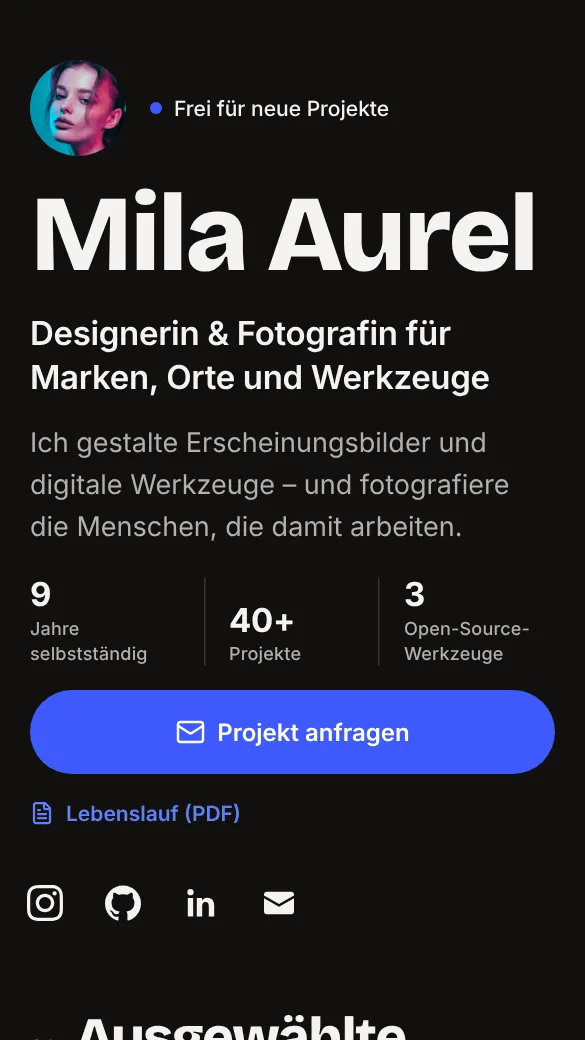 Frei für neue Projekte
Mila Aurel
Designerin & Fotografin für
Marken, Orte und Werkzeuge
Ich gestalte Erscheinungsbilder und
digitale Werkzeuge – und fotografiere
die Menschen, die damit arbeiten.
9
Jahre
selbstständig
40+
Projekte
3
Open-Source-
Werkzeuge
Projekt anfragen
Lebenslauf (PDF)
in
Ausgewählte